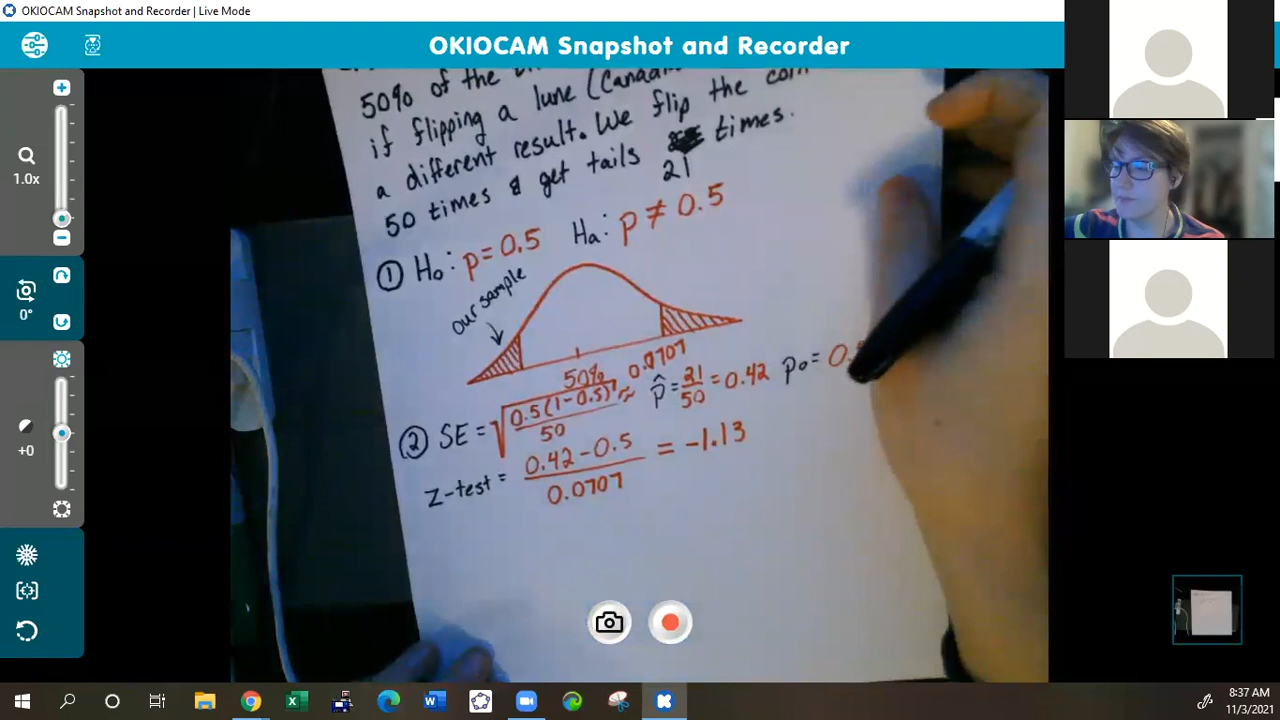 OKIOCAM Snapshot and Recorder | Live Mode
OKIOCAM Snapshot and Recorder
50% of the
if flipping a lune (Canada
a different result. We flip the coin
50 times & get tails times.
21
① Ho: p = 0.5 Ha: p ≠ 0.5
our sample
50% 0.0707
② SE = √0.5(1-0.5)/50 ≈ p̂ = 21/50 = 0.42 po = 0.
z-test = 0.42 - 0.5 / 0.0707 = -1.13
1.0x
0°
+0
8:37 AM
11/3/2021